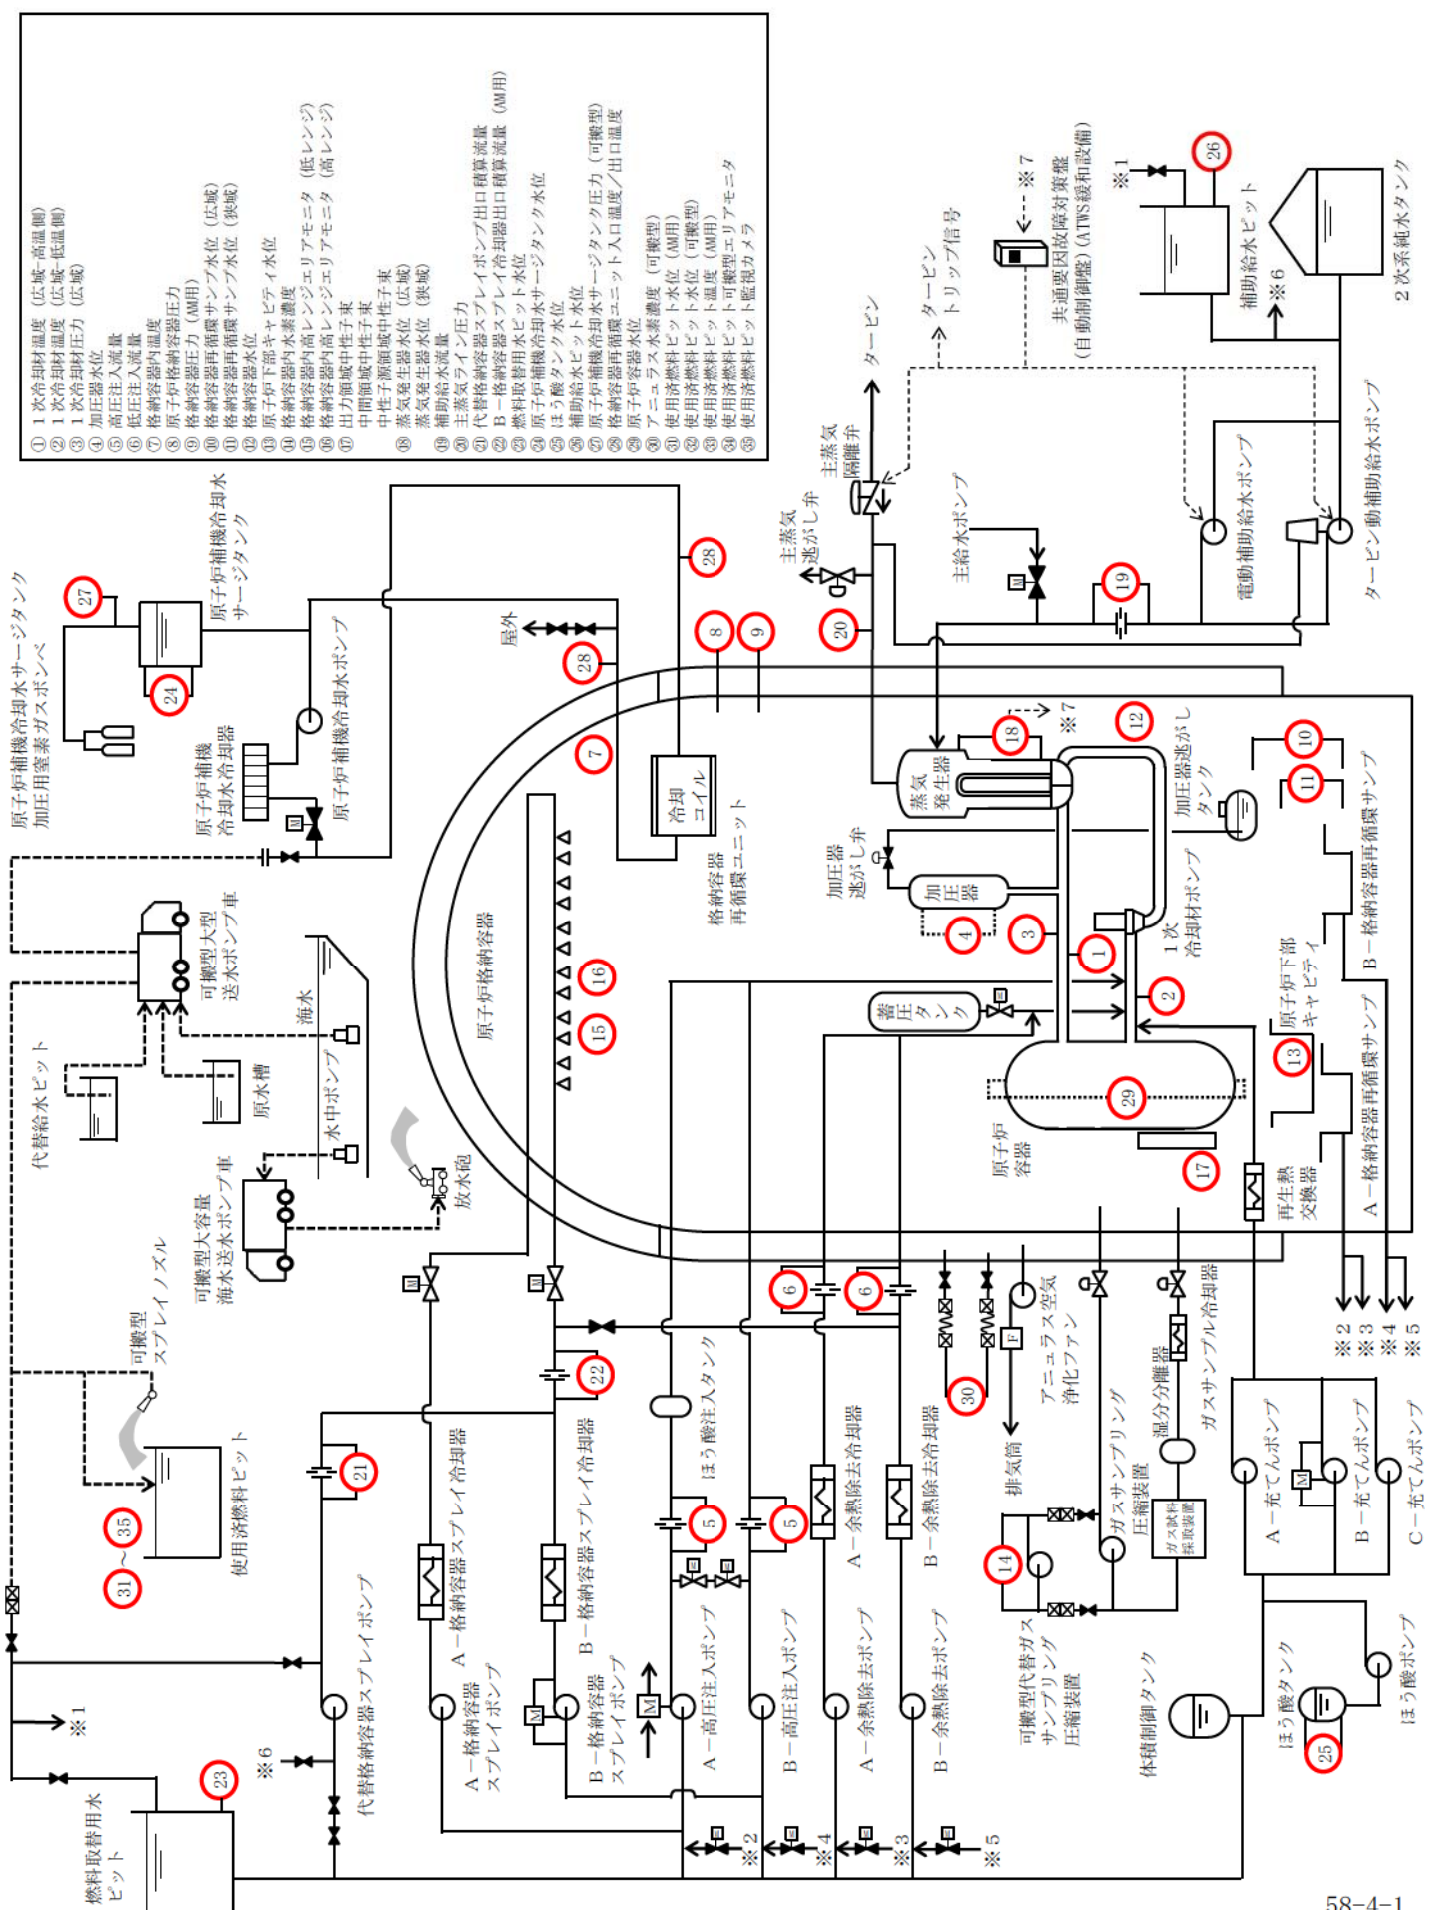 ① 1次冷却材温度（広域-高温側）
② 1次冷却材温度（広域-低温側）
③ 1次冷却材圧力（広域）
④ 加圧器水位
⑤ 高圧注入流量
⑥ 低圧注入流量
⑦ 格納容器内温度
⑧ 原子炉格納容器圧力
⑨ 格納容器圧力（AM用）
⑩ 格納容器再循環サンプ水位（広域）
⑪ 格納容器再循環サンプ水位（狭域）
⑫ 格納容器水位
⑬ 原子炉下部キャビティ水位
⑭ 格納容器内水素濃度
⑮ 格納容器内高レンジエリアモニタ（低レンジ）
⑯ 格納容器内高レンジエリアモニタ（高レンジ）
⑰ 出力領域中性子束
中間領域中性子束
中性子源領域中性子束
⑱ 蒸気発生器水位（広域）
蒸気発生器水位（狭域）
⑲ 補助給水流量
⑳ 主蒸気ライン圧力
㉑ 代替格納容器スプレイポンプ出口積算流量
㉒ B－格納容器スプレイ冷却器出口積算流量（AM用）
㉓ 燃料取替用水ピット水位
㉔ 原子炉補機冷却水サージタンク水位
㉕ ほう酸タンク水位
㉖ 補助給水ピット水位
㉗ 原子炉補機冷却水サージタンク圧力（可搬型）
㉘ 格納容器再循環ユニット入口温度／出口温度
㉙ 原子炉容器水位
㉚ アニュラス水素濃度（可搬型）
㉛ 使用済燃料ピット水位（AM用）
㉜ 使用済燃料ピット水位（可搬型）
㉝ 使用済燃料ピット温度（AM用）
㉞ 使用済燃料ピット可搬型エリアモニタ
㉟ 使用済燃料ピット監視カメラ
原子炉補機冷却水サージタンク
加圧用窒素ガスボンベ
27
24
原子炉補機冷却水
サージタンク
原子炉補機
冷却水冷却器
原子炉補機冷却水ポンプ
M
可搬型大型
送水ポンプ車
代替給水ピット
原水槽
海水
水中ポンプ
可搬型大容量
海水送水ポンプ車
放水砲
可搬型
スプレイノズル
使用済燃料ピット
31
～
35
21
※1
※6
23
燃料取替用水
ピット
代替格納容器スプレイポンプ
屋外
28
28
8
9
7
冷却
コイル
格納容器
再循環ユニット
原子炉格納容器
16
15
M
M
22
A－格納容器スプレイ冷却器
B－格納容器スプレイ冷却器
A－格納容器
スプレイポンプ
M
B－格納容器
スプレイポンプ
M
A－高圧注入ポンプ
B－高圧注入ポンプ
5
5
ほう酸注入タンク
6
6
A－余熱除去冷却器
B－余熱除去冷却器
A－余熱除去ポンプ
B－余熱除去ポンプ
※2
※4
※3
※5
タービン
タービン
トリップ信号
※7
共通要因故障対策盤
（自動制御盤）（ATWS緩和設備）
主蒸気
隔離弁
主蒸気
逃がし弁
20
主給水ポンプ
M
19
電動補助給水ポンプ
タービン動補助給水ポンプ
※1
26
補助給水ピット
※6
2次系純水タンク
蒸気
発生器
18
※7
12
加圧器
逃がし弁
加圧器
4
3
1
2
1次
冷却材ポンプ
加圧器逃がし
タンク
10
11
B－格納容器再循環サンプ
蓄圧タンク
29
原子炉
容器
17
原子炉下部
キャビティ
13
A－格納容器再循環サンプ
再生熱
交換器
※2
※3
※4
※5
30
F
アニュラス空気
浄化ファン
排気筒
ガスサンプリング
圧縮装置
湿分分離器
ガスサンプル冷却器
ガス試料
採取装置
14
可搬型代替ガス
サンプリング
圧縮装置
A－充てんポンプ
M
B－充てんポンプ
C－充てんポンプ
体積制御タンク
ほう酸タンク
25
ほう酸ポンプ
58-4-1